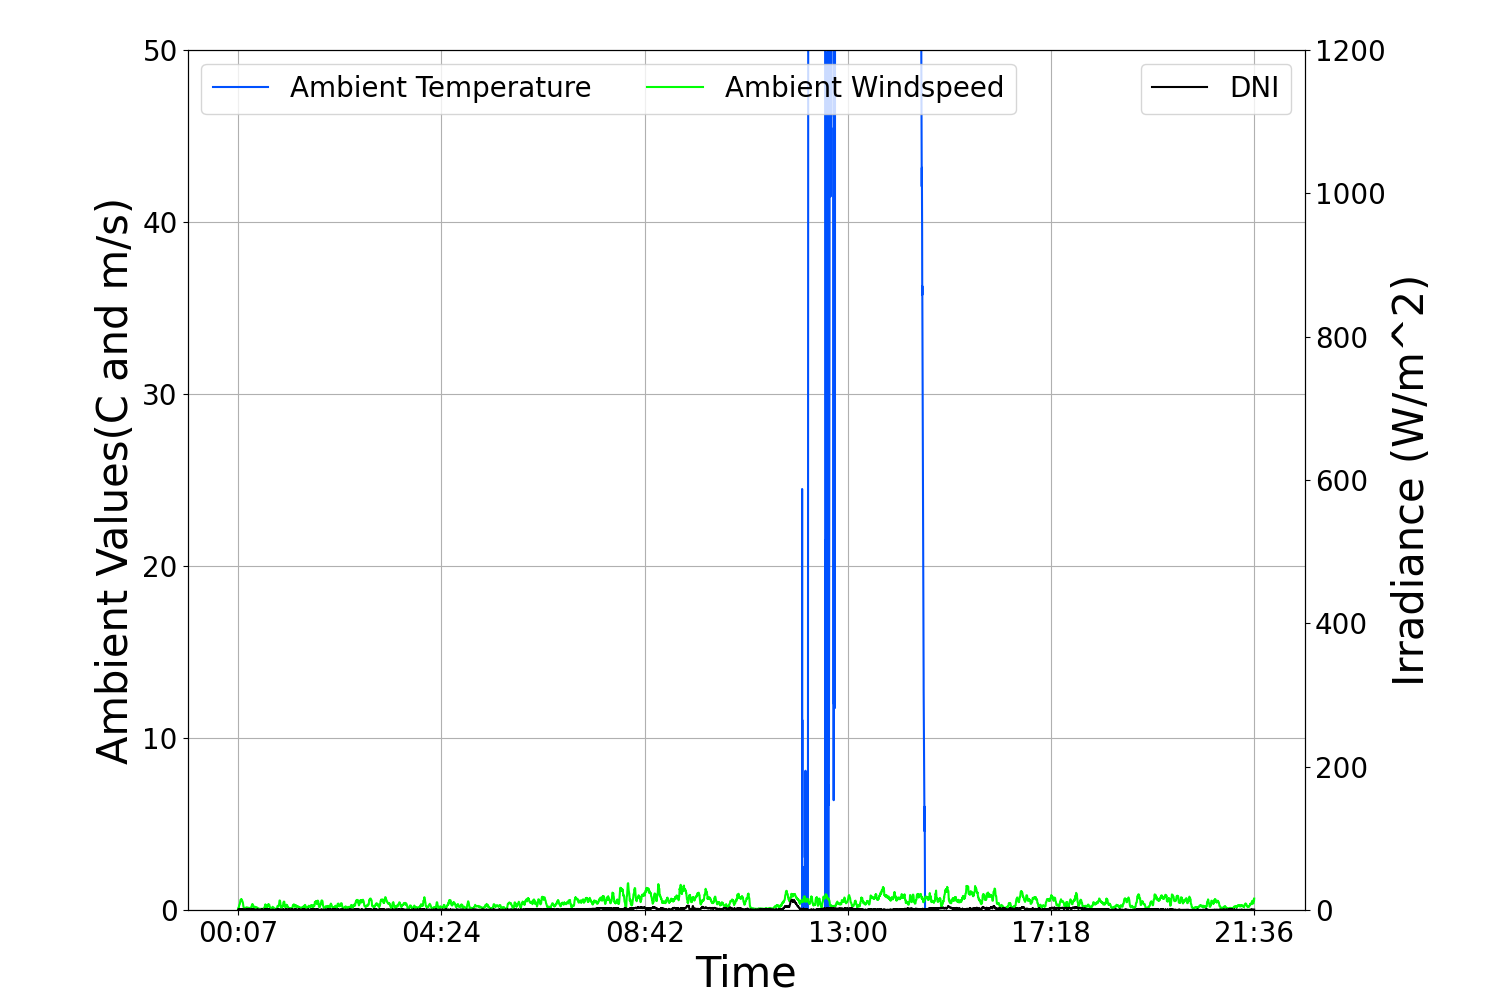 Ambient Temperature
Ambient Windspeed
DNI
Ambient Values(C and m/s)
50
40
30
20
10
0
1200
1000
800
600
400
200
0
Irradiance (W/m^2)
00:07 04:24 08:42 13:00 17:18 21:36
Time